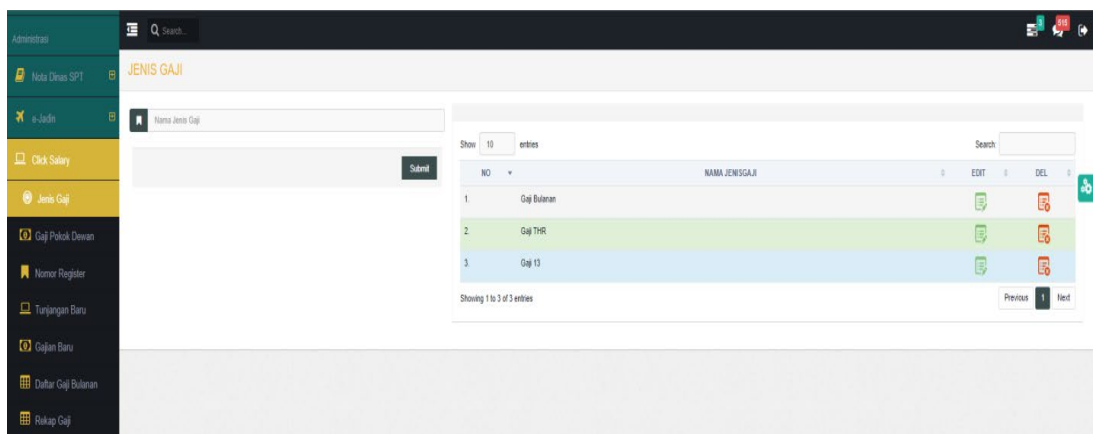 Administrasi
Nota Dinas SPT
e-Jadin
Click Salary
Jenis Gaji
Gaji Pokok Dewan
Nomor Register
Tunjangan Baru
Gajian Baru
Daftar Gaji Bulanan
Rekap Gaji
Search...
3
515
JENIS GAJI
Nama Jenis Gaji
Submit
Show 10 entries
Search:
NO NAMA JENISGAJI EDIT DEL
1. Gaji Bulanan
2. Gaji THR
3. Gaji 13
Showing 1 to 3 of 3 entries
Previous 1 Next